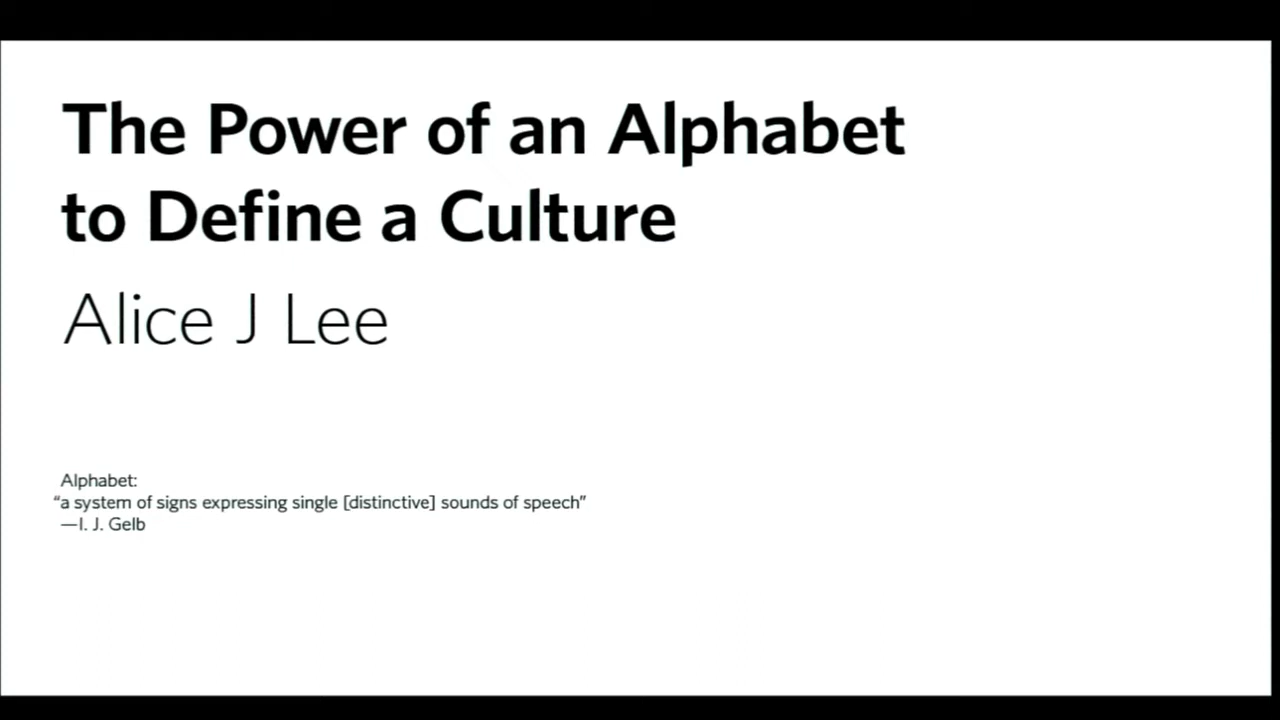 The Power of an Alphabet
to Define a Culture
Alice J Lee
Alphabet:
“a system of signs expressing single [distinctive] sounds of speech”
—I. J. Gelb